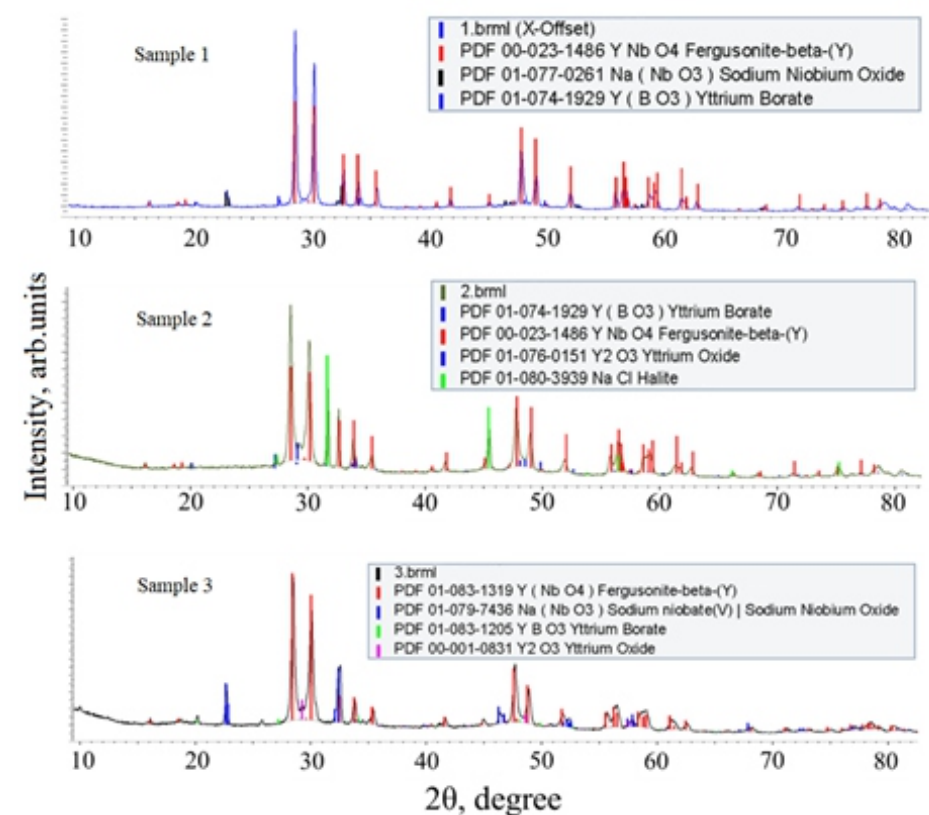 Sample 1
1.brml (X-Offset)
PDF 00-023-1486 Y Nb O4 Fergusonite-beta-(Y)
PDF 01-077-0261 Na ( Nb O3 ) Sodium Niobium Oxide
PDF 01-074-1929 Y ( B O3 ) Yttrium Borate
10 20 30 40 50 60 70 80
Intensity, arb.units
Sample 2
2.brml
PDF 01-074-1929 Y ( B O3 ) Yttrium Borate
PDF 00-023-1486 Y Nb O4 Fergusonite-beta-(Y)
PDF 01-076-0151 Y2 O3 Yttrium Oxide
PDF 01-080-3939 Na Cl Halite
10 20 30 40 50 60 70 80
Sample 3
3.brml
PDF 01-083-1319 Y ( Nb O4 ) Fergusonite-beta-(Y)
PDF 01-079-7436 Na ( Nb O3 ) Sodium niobate(V) | Sodium Niobium Oxide
PDF 01-083-1205 Y B O3 Yttrium Borate
PDF 00-001-0831 Y2 O3 Yttrium Oxide
10 20 30 40 50 60 70 80
2θ, degree